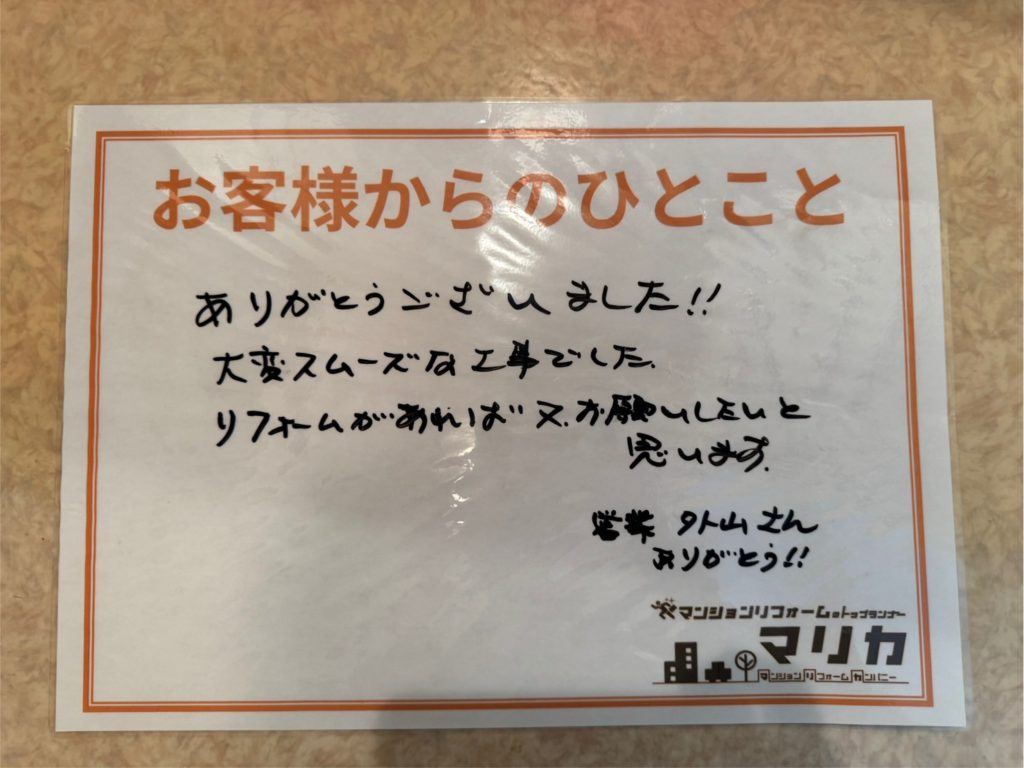 お客様からのひとこと
ありがとうございました!!
大変スムーズな工事でした.
リフォームがあれば又.お願いしたいと
思います.
営業 外山さん
ありがとう!!
マンションリフォームのトップランナー
マリカ
マンションリフォームカンパニー